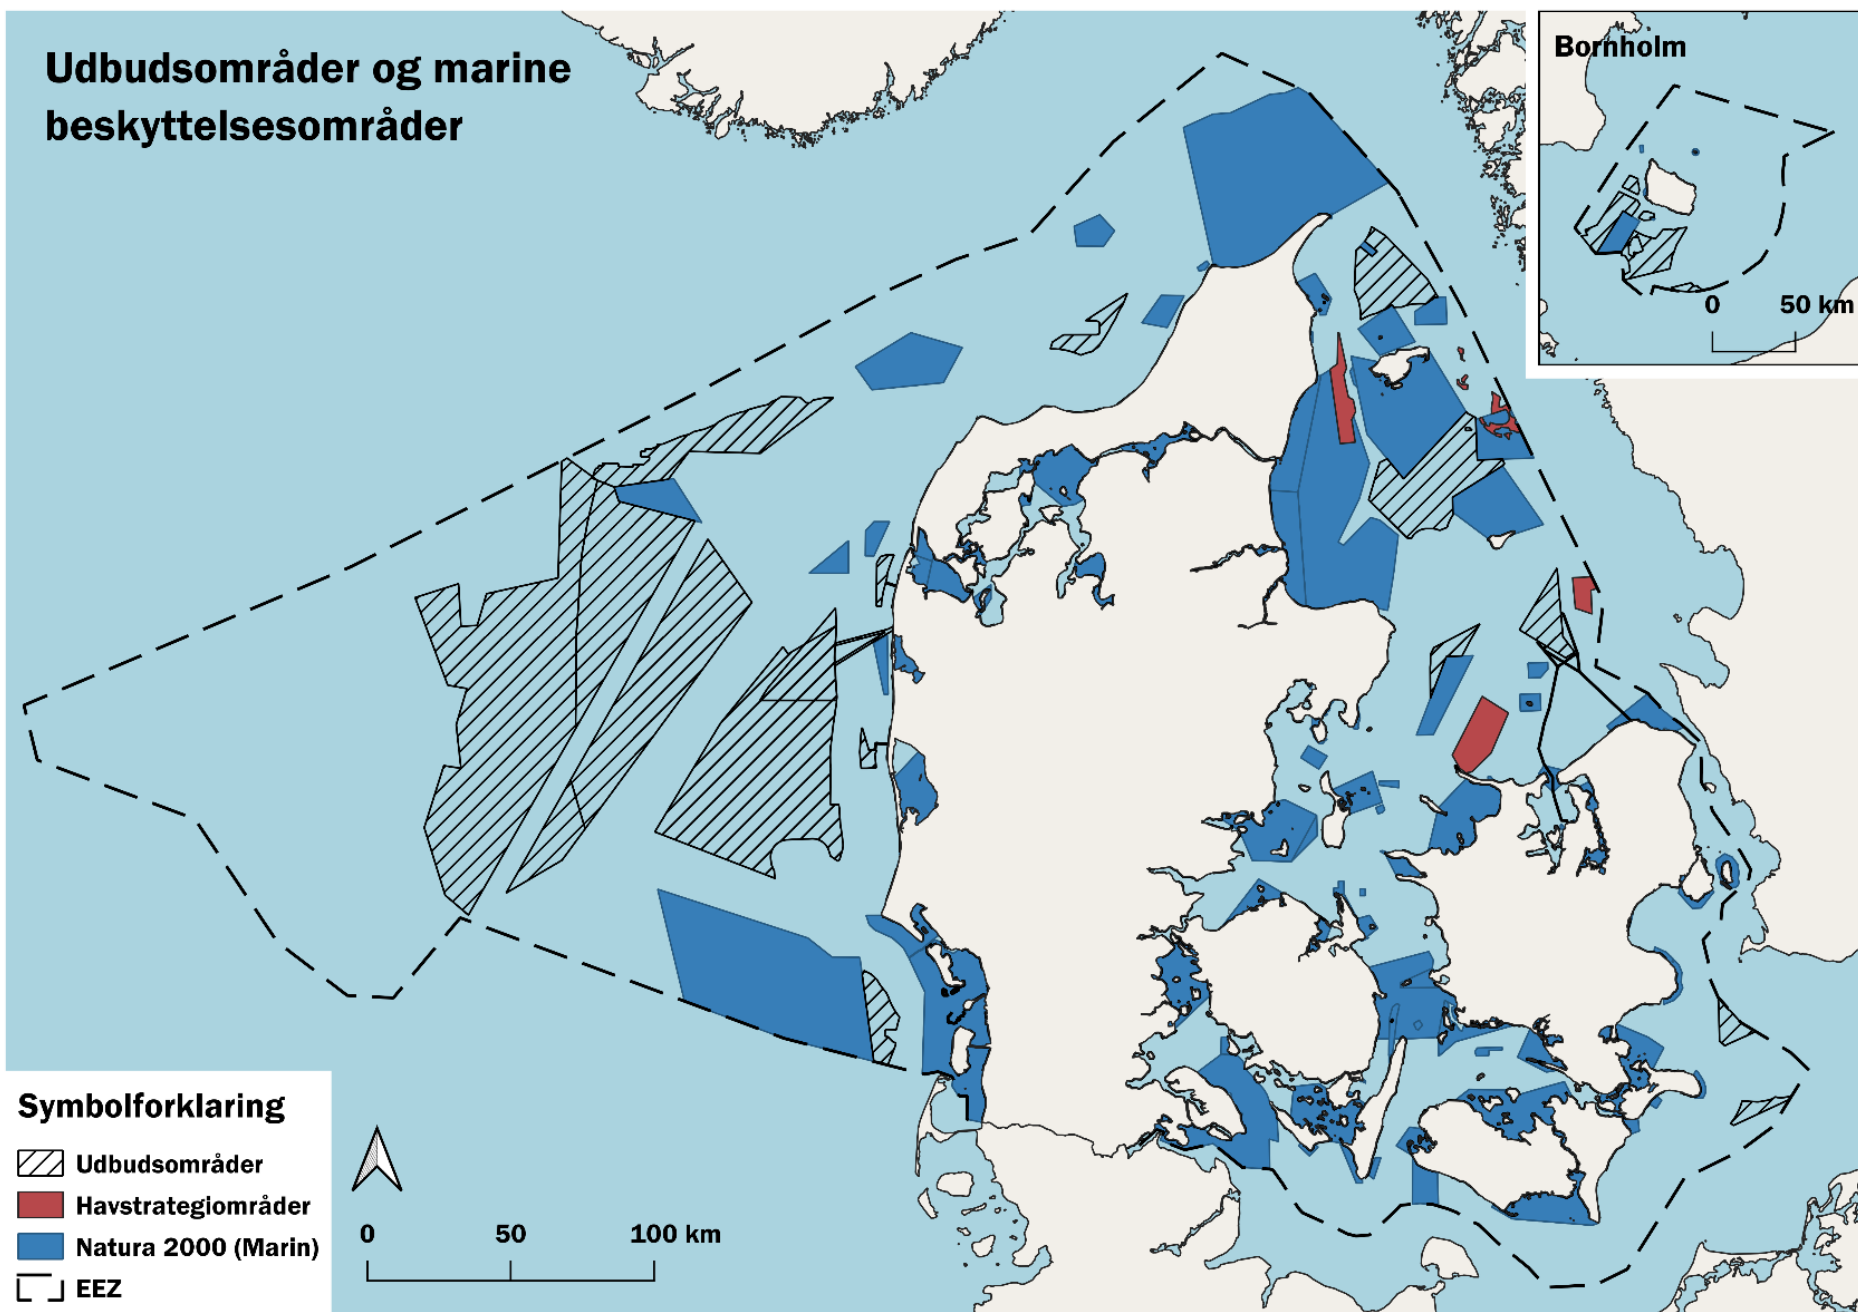 Udbudsområder og marine
beskyttelsesområder
Bornholm
0 50 km
Symbolforklaring
Udbudsområder
Havstrategiområder
Natura 2000 (Marin)
EEZ
0 50 100 km